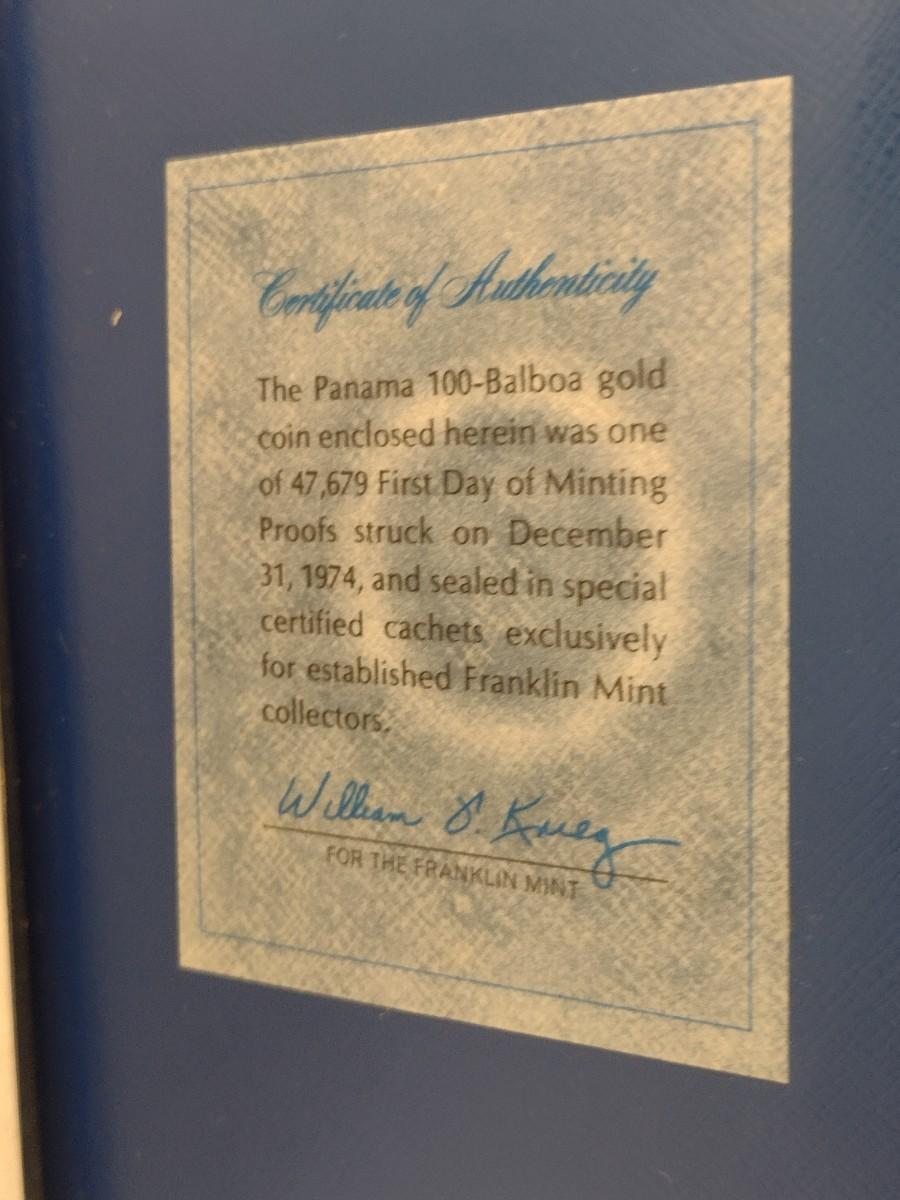 Certificate of Authenticity
The Panama 100-Balboa gold
coin enclosed herein was one
of 47,679 First Day of Minting
Proofs struck on December
31, 1974, and sealed in special
certified cachets exclusively
for established Franklin Mint
collectors.
William S. Krieg
FOR THE FRANKLIN MINT